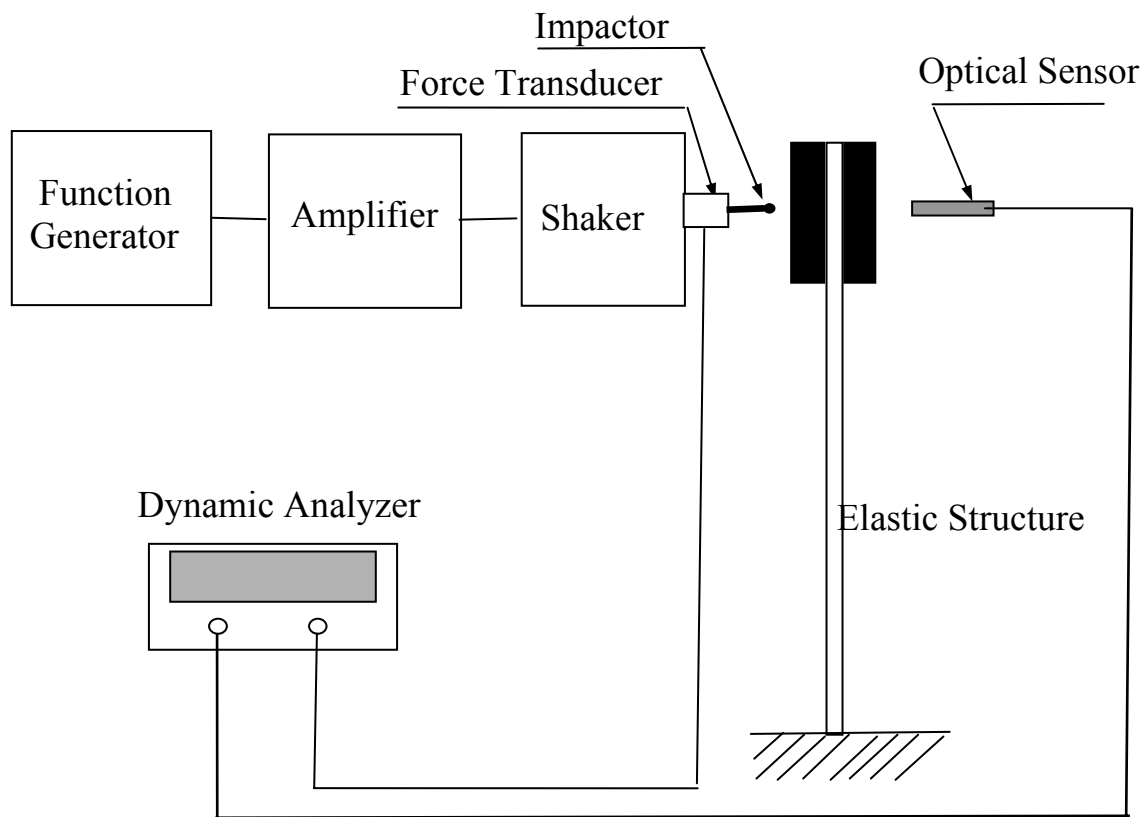 Impactor
Force Transducer
Optical Sensor
Function
Generator
Amplifier
Shaker
Dynamic Analyzer
Elastic Structure